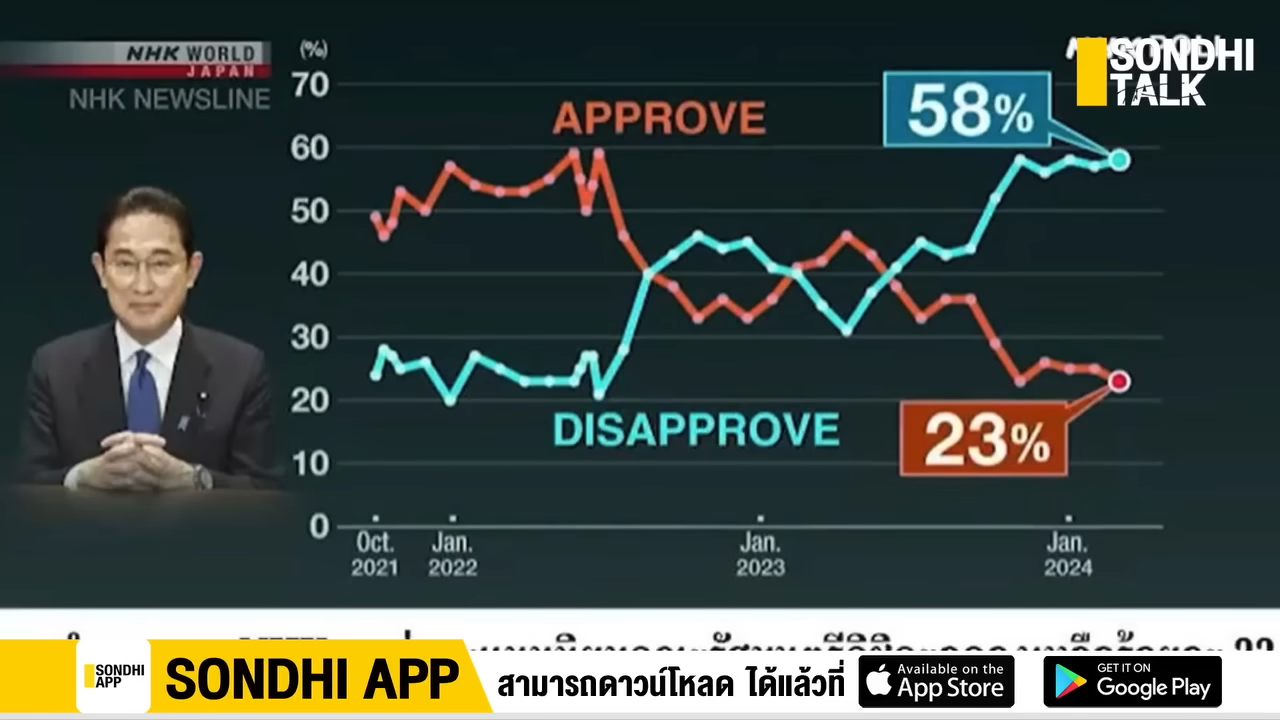 NHK WORLD
JAPAN
NHK NEWSLINE
(%)
SONDHI
TALK
70
60
50
40
30
20
10
0
APPROVE
58%
DISAPPROVE
23%
Oct.
2021
Jan.
2022
Jan.
2023
Jan.
2024
SONDHI
APP
SONDHI APP
สามารถดาวน์โหลด ได้แล้วที่
Available on the
App Store
GET IT ON
Google Play